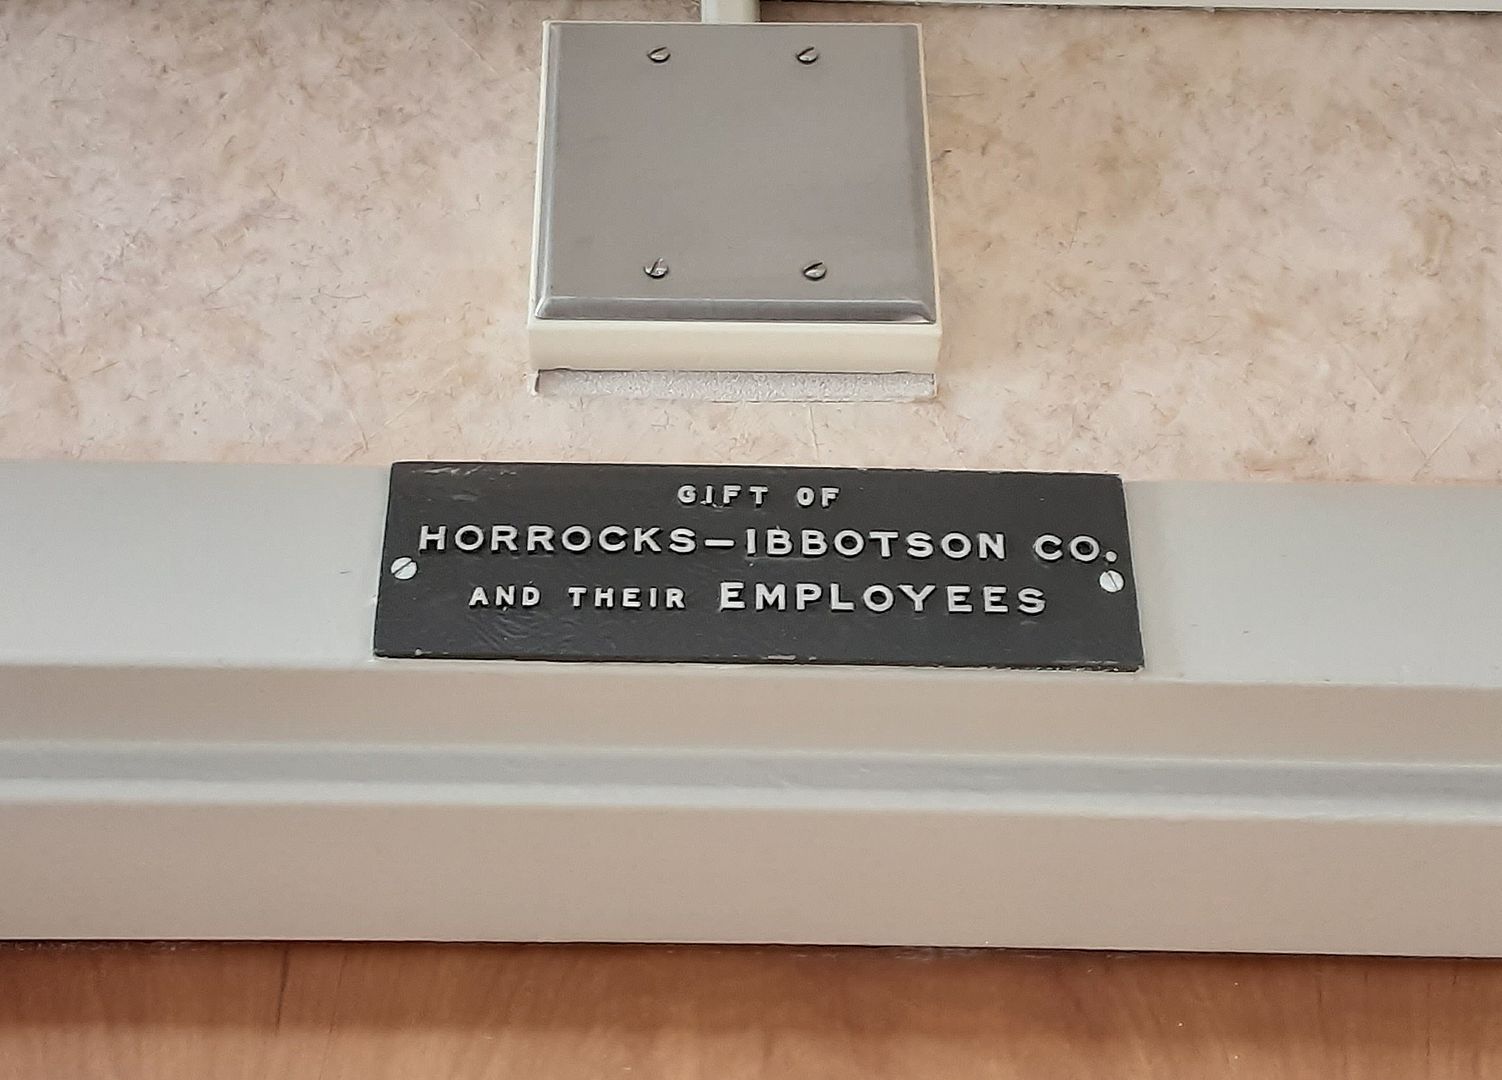 GIFT OF
HORROCKS-IBBOTSON CO.
AND THEIR EMPLOYEES